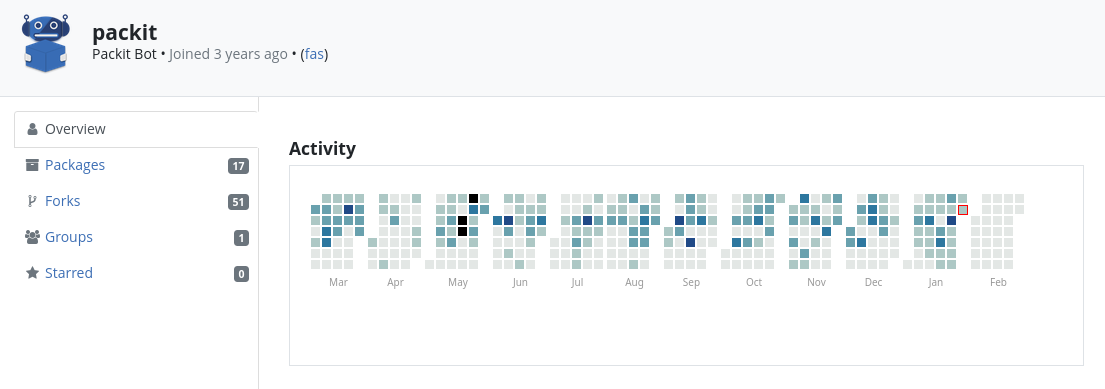 packit
Packit Bot • Joined 3 years ago • (fas)
Overview
Packages 17
Forks 51
Groups 1
Starred 0
Activity
Mar Apr May Jun Jul Aug Sep Oct Nov Dec Jan Feb